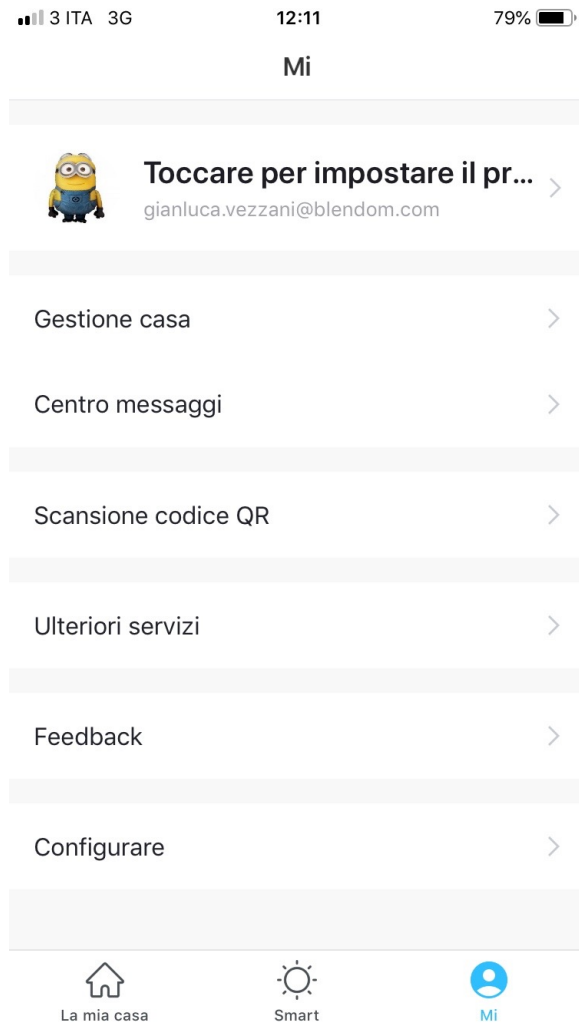 3 ITA 3G 12:11 79%
Mi
Toccare per impostare il pr...
gianluca.vezzani@blendom.com
Gestione casa
Centro messaggi
Scansione codice QR
Ulteriori servizi
Feedback
Configurare
La mia casa Smart Mi